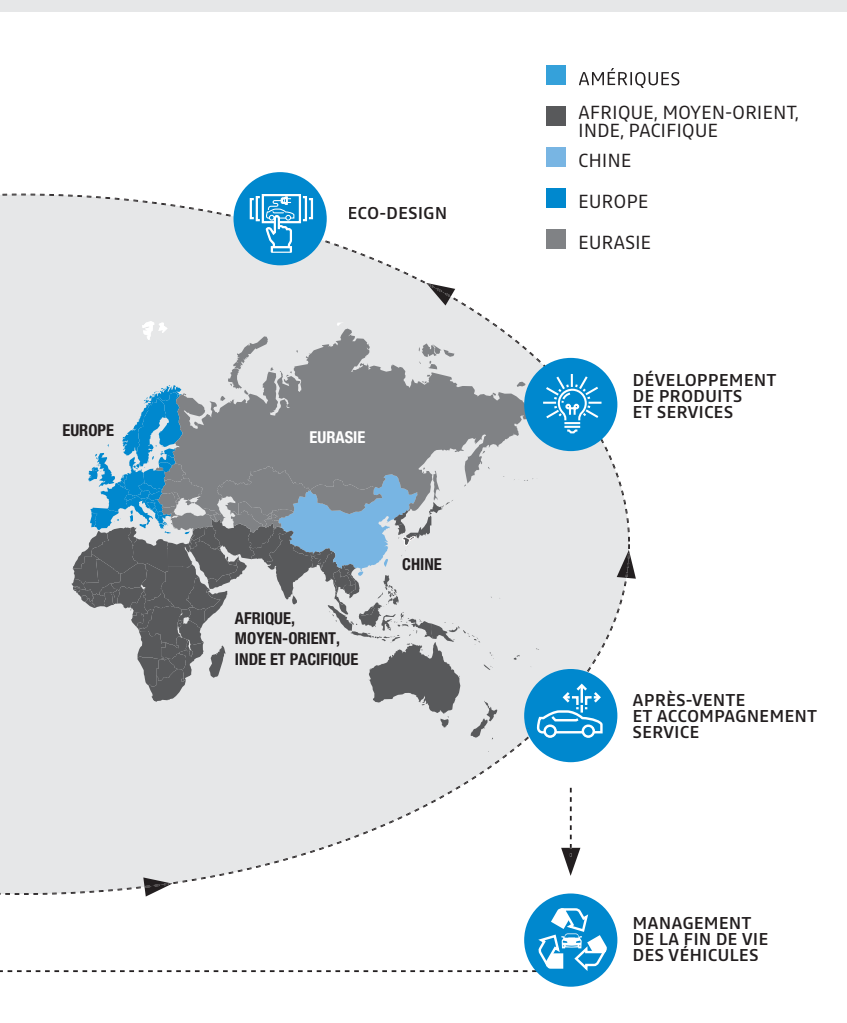 AMÉRIQUES
AFRIQUE, MOYEN-ORIENT,
INDE, PACIFIQUE
CHINE
EUROPE
EURASIE
ECO-DESIGN
DÉVELOPPEMENT
DE PRODUITS
ET SERVICES
EUROPE
EURASIE
CHINE
AFRIQUE,
MOYEN-ORIENT,
INDE ET PACIFIQUE
APRÈS-VENTE
ET ACCOMPAGNEMENT
SERVICE
MANAGEMENT
DE LA FIN DE VIE
DES VÉHICULES